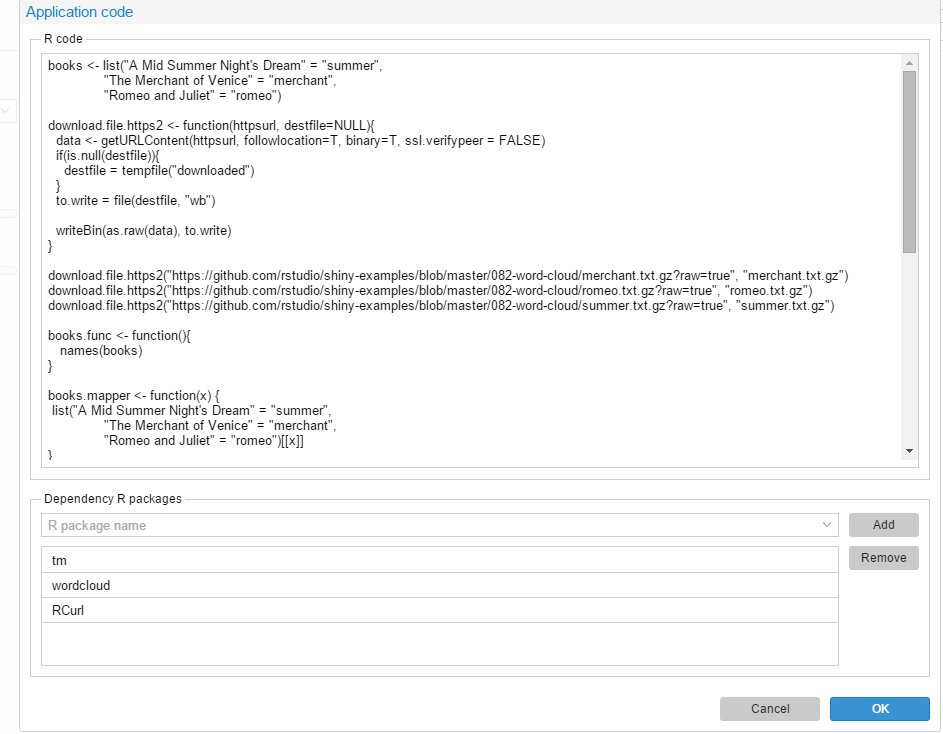 Application code
R code
books <- list("A Mid Summer Night's Dream" = "summer",
"The Merchant of Venice" = "merchant",
"Romeo and Juliet" = "romeo")
download.file.https2 <- function(httpsurl, destfile=NULL){
data <- getURLContent(httpsurl, followlocation=T, binary=T, ssl.verifypeer = FALSE)
if(is.null(destfile)){
destfile = tempfile("downloaded")
}
to.write = file(destfile, "wb")
writeBin(as.raw(data), to.write)
}
download.file.https2("https://github.com/rstudio/shiny-examples/blob/master/082-word-cloud/merchant.txt.gz?raw=true", "merchant.txt.gz")
download.file.https2("https://github.com/rstudio/shiny-examples/blob/master/082-word-cloud/romeo.txt.gz?raw=true", "romeo.txt.gz")
download.file.https2("https://github.com/rstudio/shiny-examples/blob/master/082-word-cloud/summer.txt.gz?raw=true", "summer.txt.gz")
books.func <- function(){
names(books)
}
books.mapper <- function(x) {
list("A Mid Summer Night's Dream" = "summer",
"The Merchant of Venice" = "merchant",
"Romeo and Juliet" = "romeo")[[x]]
}
Dependency R packages
R package name
Add
tm
Remove
wordcloud
RCurl
Cancel
OK